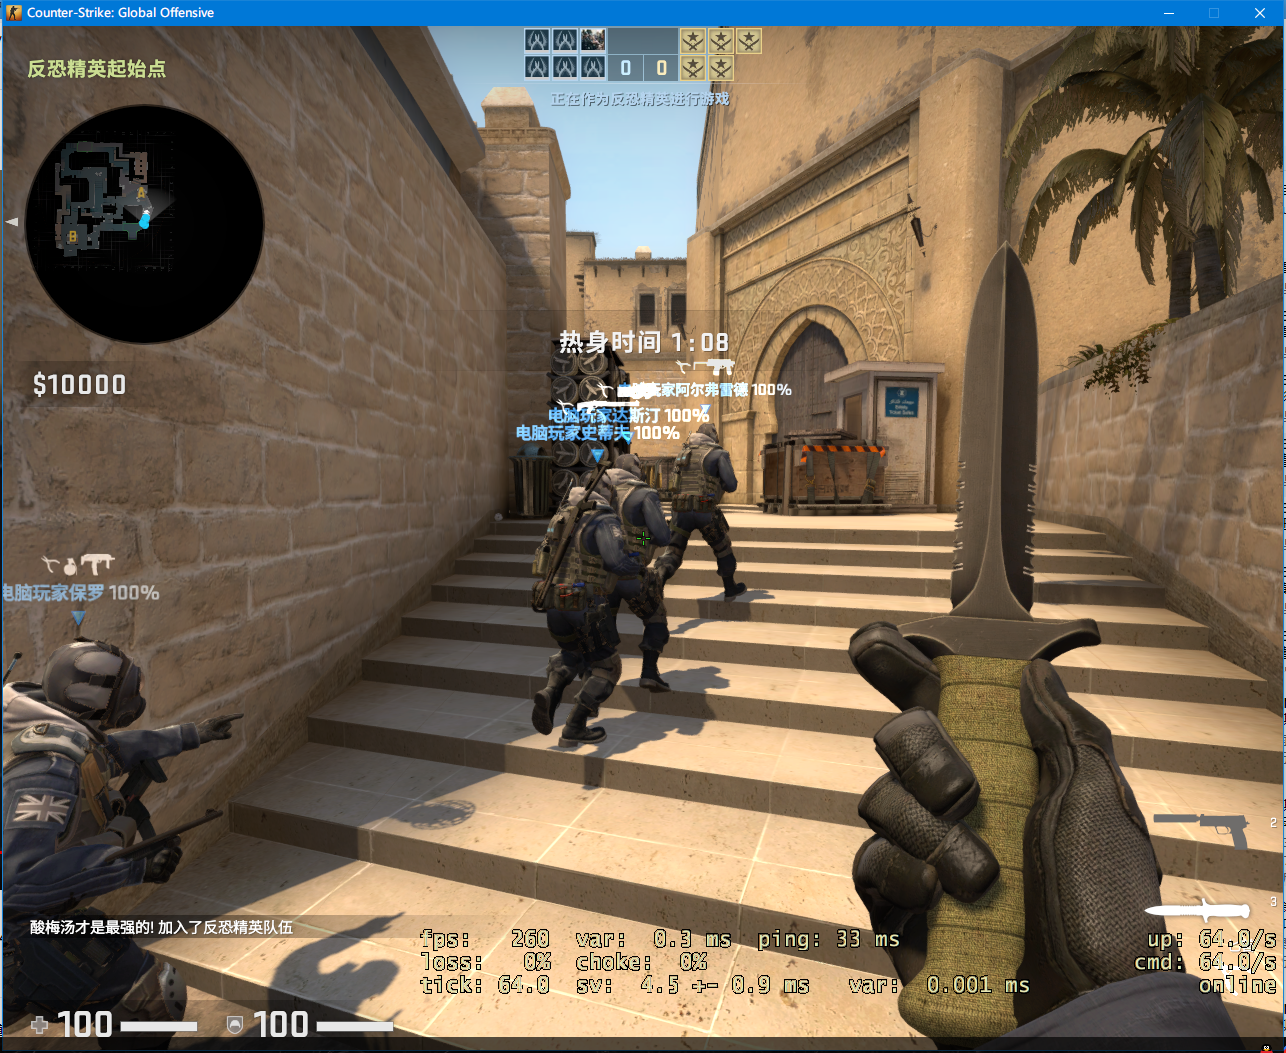 Counter-Strike: Global Offensive
反恐精英起始点
0 0
正在作为反恐精英进行游戏
热身时间 1:08
$10000
电脑玩家阿尔弗雷德 100%
电脑玩家达斯汀 100%
电脑玩家史蒂夫 100%
电脑玩家保罗 100%
2
3
酸梅汤才是最强的! 加入了反恐精英队伍
fps: 260 var: 0.3 ms ping: 33 ms
loss: 0% choke: 0%
tick: 64.0 sv: 4.5 +- 0.9 ms var: 0.001 ms
up: 64.0/s
cmd: 64.0/s
online
100 100